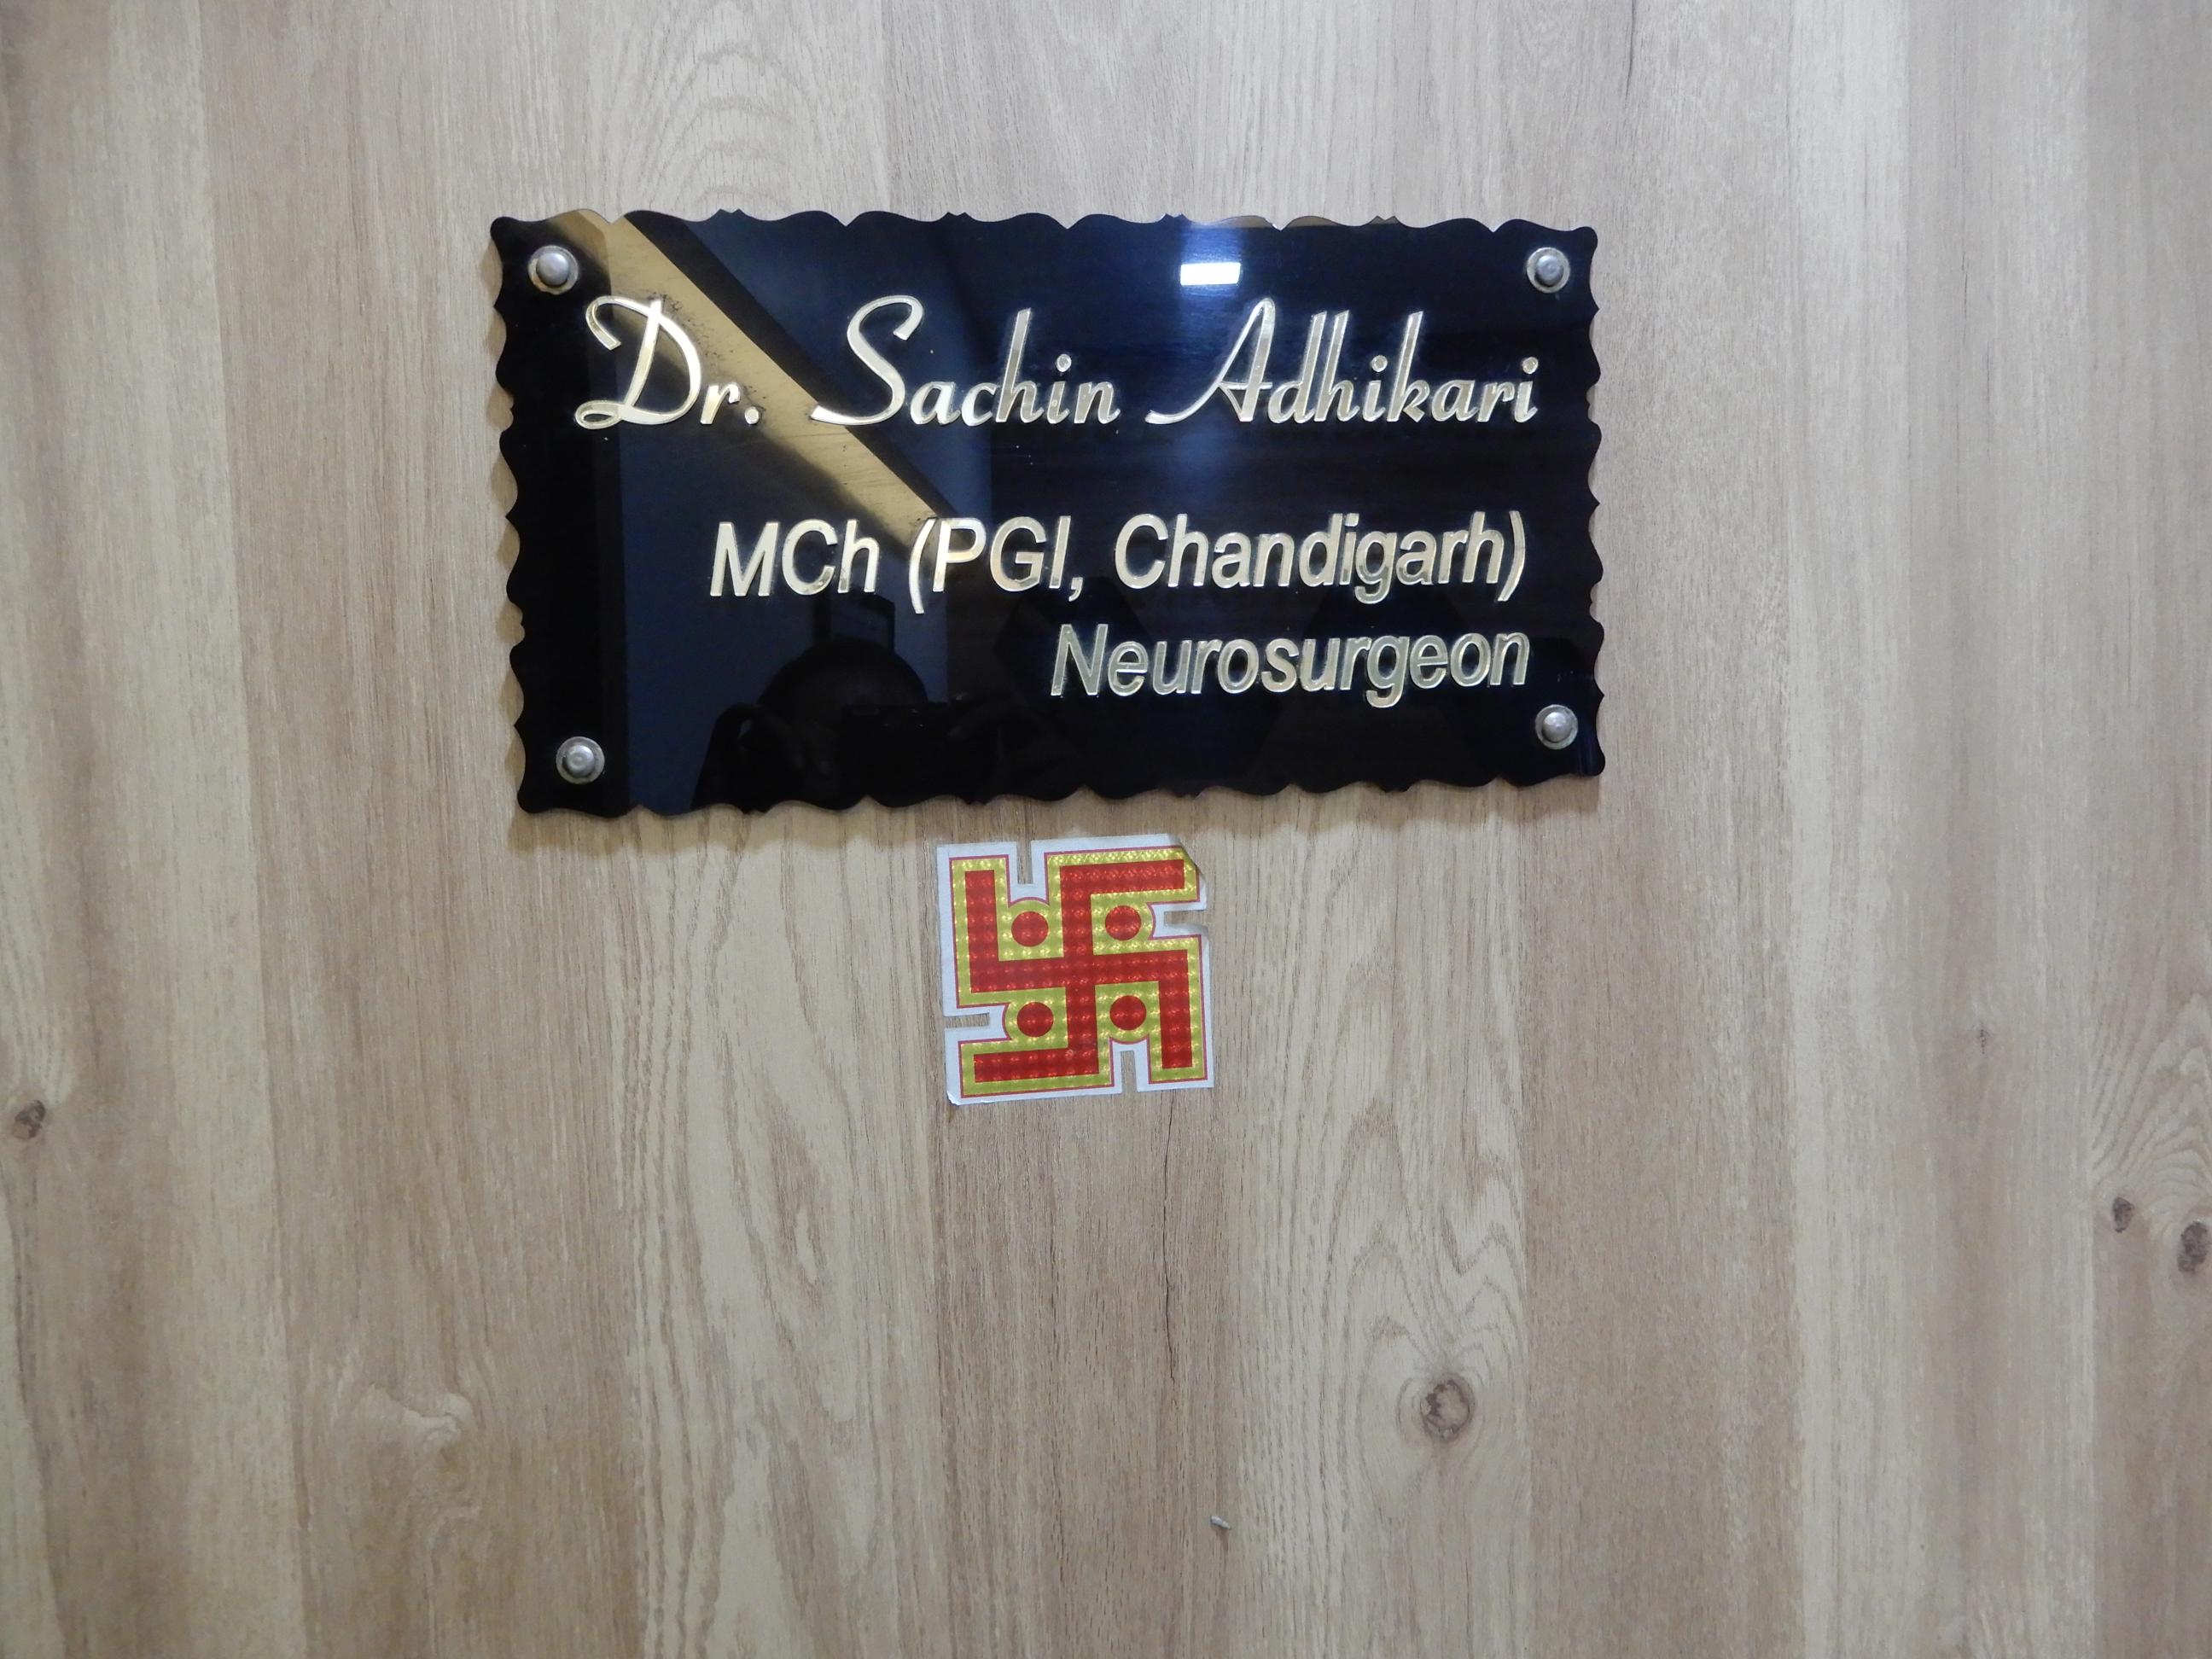 Dr. Sachin Adhikari
MCh (PGI, Chandigarh)
Neurosurgeon